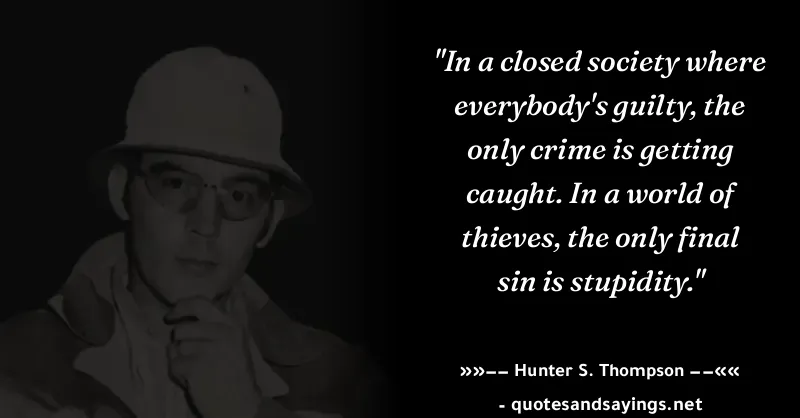 "In a closed society where
everybody's guilty, the
only crime is getting
caught. In a world of
thieves, the only final
sin is stupidity."
»»–– Hunter S. Thompson ––««
- quotesandsayings.net